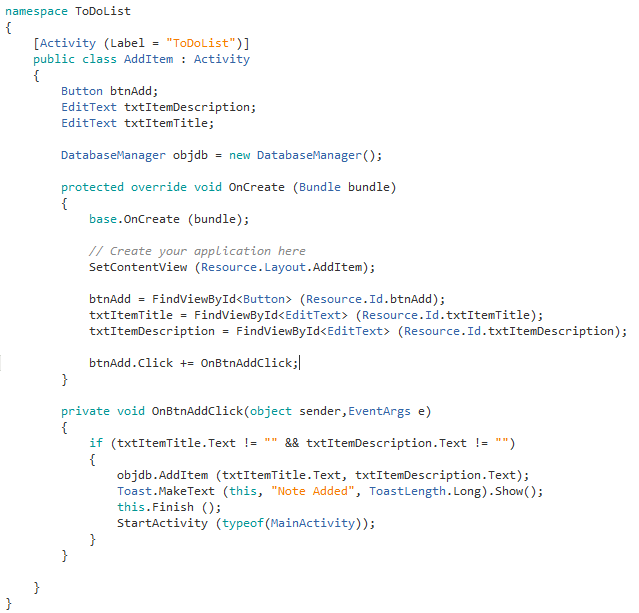 namespace ToDoList
{
    [Activity (Label = "ToDoList")]
    public class AddItem : Activity
    {
        Button btnAdd;
        EditText txtItemDescription;
        EditText txtItemTitle;

        DatabaseManager objdb = new DatabaseManager();

        protected override void OnCreate (Bundle bundle)
        {
            base.OnCreate (bundle);

            // Create your application here
            SetContentView (Resource.Layout.AddItem);

            btnAdd = FindViewById<Button> (Resource.Id.btnAdd);
            txtItemTitle = FindViewById<EditText> (Resource.Id.txtItemTitle);
            txtItemDescription = FindViewById<EditText> (Resource.Id.txtItemDescription);

            btnAdd.Click += OnBtnAddClick;
        }

        private void OnBtnAddClick(object sender,EventArgs e)
        {
            if (txtItemTitle.Text != "" && txtItemDescription.Text != "")
            {
                objdb.AddItem (txtItemTitle.Text, txtItemDescription.Text);
                Toast.MakeText (this, "Note Added", ToastLength.Long).Show();
                this.Finish ();
                StartActivity (typeof(MainActivity));
            }
        }

    }
}